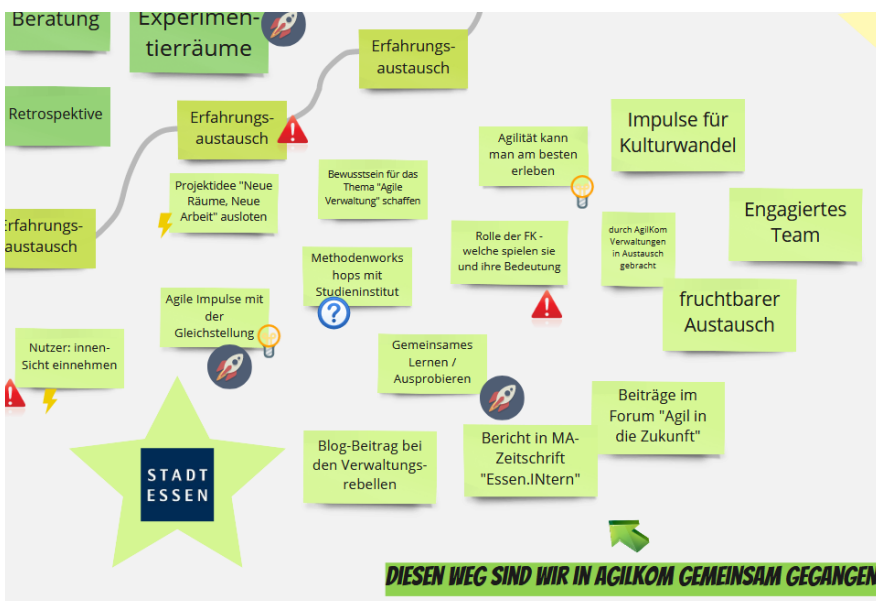 Beratung
Experimen-
tierräume
Erfahrungs-
austausch
Retrospektive
Erfahrungs-
austausch
Agilität kann
man am besten
erleben
Impulse für
Kulturwandel
Projektidee "Neue
Räume, Neue
Arbeit" ausloten
Bewusstsein für das
Thema "Agile
Verwaltung" schaffen
Erfahrungs-
austausch
Rolle der FK -
welche spielen sie
und ihre Bedeutung
durch AgilKom
Verwaltungen
in Austausch
gebracht
Engagiertes
Team
Methodenworks
hops mit
Studieninstitut
Agile Impulse mit
der
Gleichstellung
fruchtbarer
Austausch
Nutzer: innen-
Sicht einnehmen
Gemeinsames
Lernen /
Ausprobieren
Beiträge im
Forum "Agil in
die Zukunft"
Blog-Beitrag bei
den Verwaltungs-
rebellen
Bericht in MA-
Zeitschrift
"Essen.INtern"
STADT
ESSEN
DIESEN WEG SIND WIR IN AGILKOM GEMEINSAM GEGANGEN